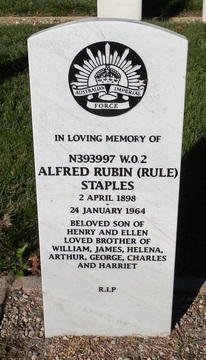 AUSTRALIAN IMPERIAL
FORCE
IN LOVING MEMORY OF
N393997 W.O.2
ALFRED RUBIN (RULE)
STAPLES
2 APRIL 1898
-
24 JANUARY 1964
BELOVED SON OF
HENRY AND ELLEN
LOVED BROTHER OF
WILLIAM, JAMES, HELENA,
ARTHUR, GEORGE, CHARLES
AND HARRIET
R.I.P